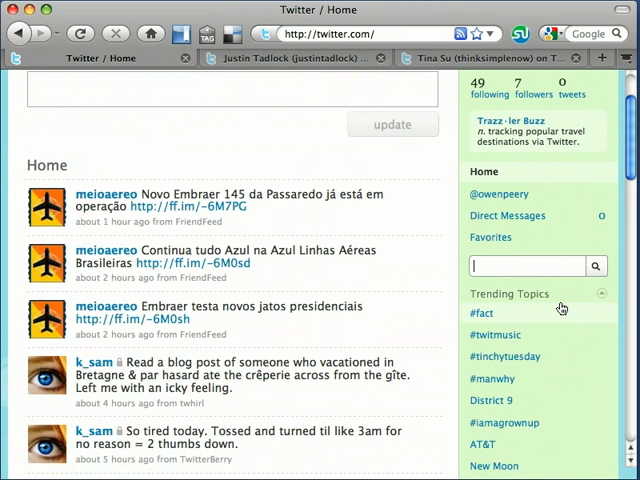 Twitter / Home
http://twitter.com/
TAG
Google
Twitter / Home
Justin Tadlock (justintadlock) ...
Tina Su (thinksimplenow) on T...
49 7 0
following followers tweets
update
Trazz·ler Buzz
n. tracking popular travel
destinations via Twitter.
Home
meioaereo Novo Embraer 145 da Passaredo já está em
operação http://ff.im/-6M7PG
about 1 hour ago from FriendFeed
meioaereo Continua tudo Azul na Azul Linhas Aéreas
Brasileiras http://ff.im/-6M0sd
about 2 hours ago from FriendFeed
meioaereo Embraer testa novos jatos presidenciais
http://ff.im/-6M0sh
about 2 hours ago from FriendFeed
k_sam Read a blog post of someone who vacationed in
Bretagne & par hasard ate the crêperie across from the gîte.
Left me with an icky feeling.
about 4 hours ago from twhirl
k_sam So tired today. Tossed and turned til like 3am for
no reason = 2 thumbs down.
about 5 hours ago from TwitterBerry
Home
@owenpeery
Direct Messages 0
Favorites
Trending Topics
#fact
#twitmusic
#tinchytuesday
#manwhy
District 9
#iamagrownup
AT&T
New Moon